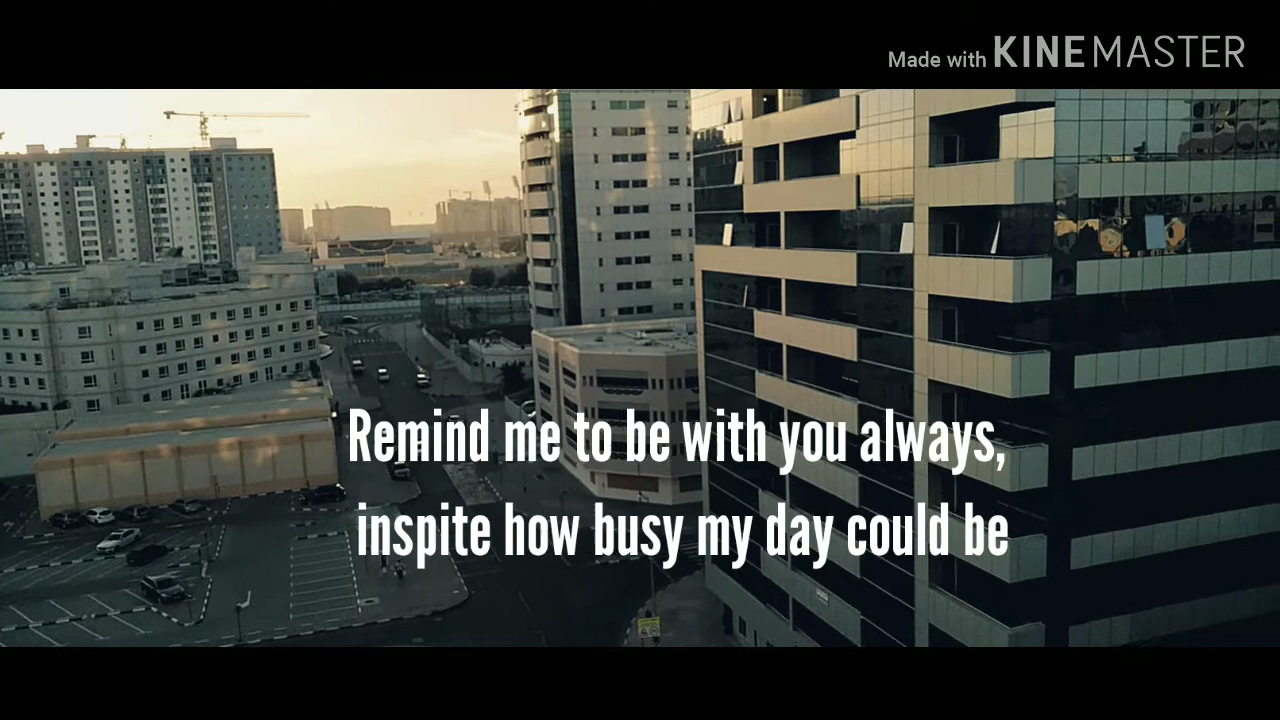 Made with KINEMASTER
Remind me to be with you always,
inspite how busy my day could be